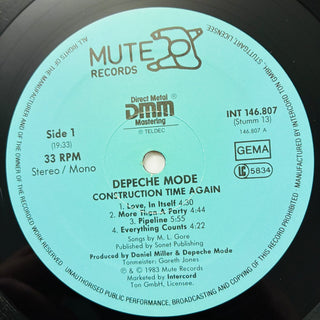 ALL RIGHTS OF THE MANUFACTURER AND OF THE OWNER OF THE RECORDED WORK RESERVED
MANUFACTURED BY INTERCORD TON GMBH, STUTTGART. LICENSEE.
UNAUTHORISED PUBLIC PERFORMANCE, BROADCASTING AND COPYING OF THIS RECORD PROHIBITED
MUTE
RECORDS
Direct Metal
DMM
Mastering
© TELDEC
Side 1
(19:33)
33 RPM
Stereo / Mono
INT 146.807
(Stumm 13)
146.807 A
GEMA
LC 5834
DEPECHE MODE
CONSTRUCTION TIME AGAIN
1. Love, In Itself 4:30
2. More Than A Party 4:44
3. Pipeline 5:55
4. Everything Counts 4:22
Songs by M. L. Gore
Published by Sonet Publishing
Produced by Daniel Miller & Depeche Mode
Tonmeister: Gareth Jones
℗ & © 1983 Mute Records
Marketed by Intercord
Ton GmbH, Licensee.